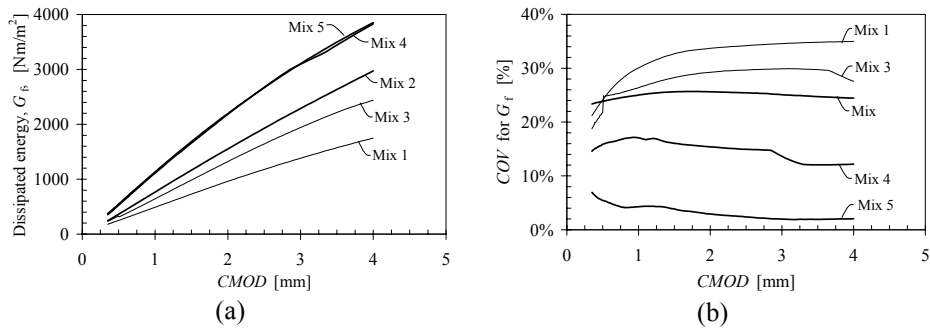 Dissipated energy, G fs [Nm/m²]
4000
3000
2000
1000
0
0 1 2 3 4 5
CMOD [mm]
Mix 5
Mix 4
Mix 2
Mix 3
Mix 1
(a)
COV for G f [%]
40%
30%
20%
10%
0%
0 1 2 3 4 5
CMOD [mm]
Mix 1
Mix 3
Mix
Mix 4
Mix 5
(b)